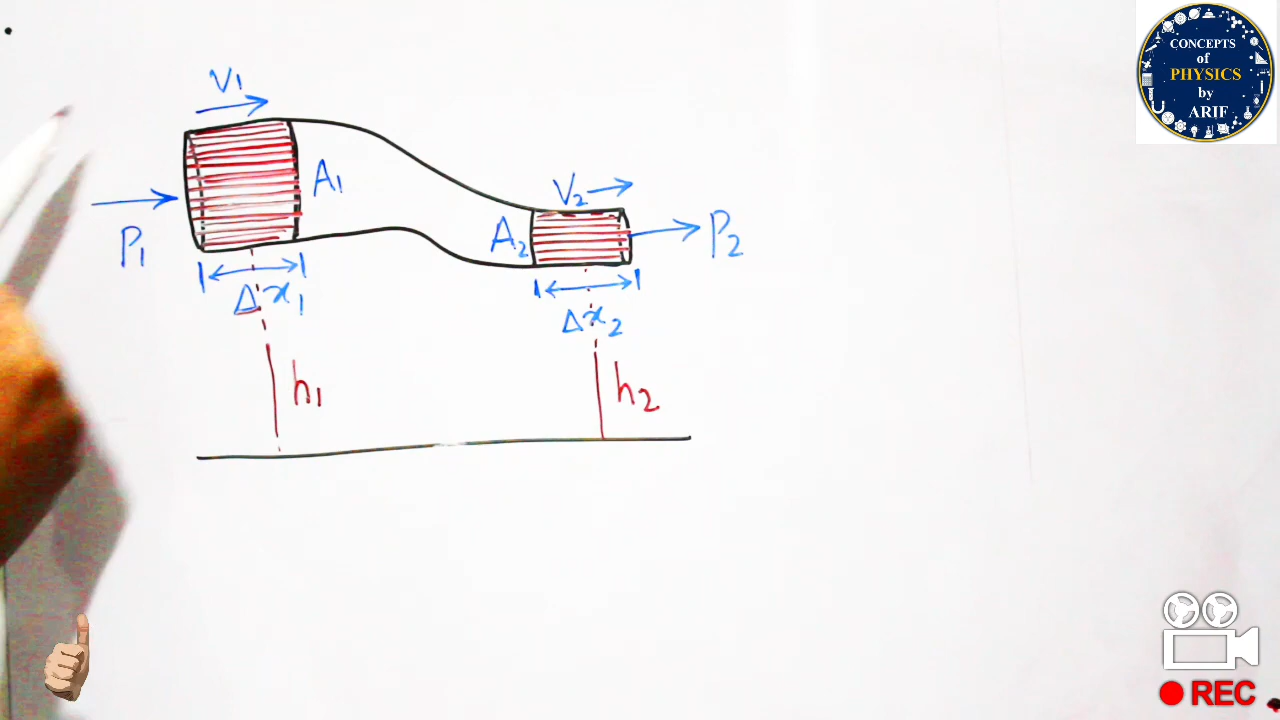 V1
A1
P1
Δx1
V2
A2
P2
Δx2
h1
h2
CONCEPTS
of
PHYSICS
by
ARIF
REC